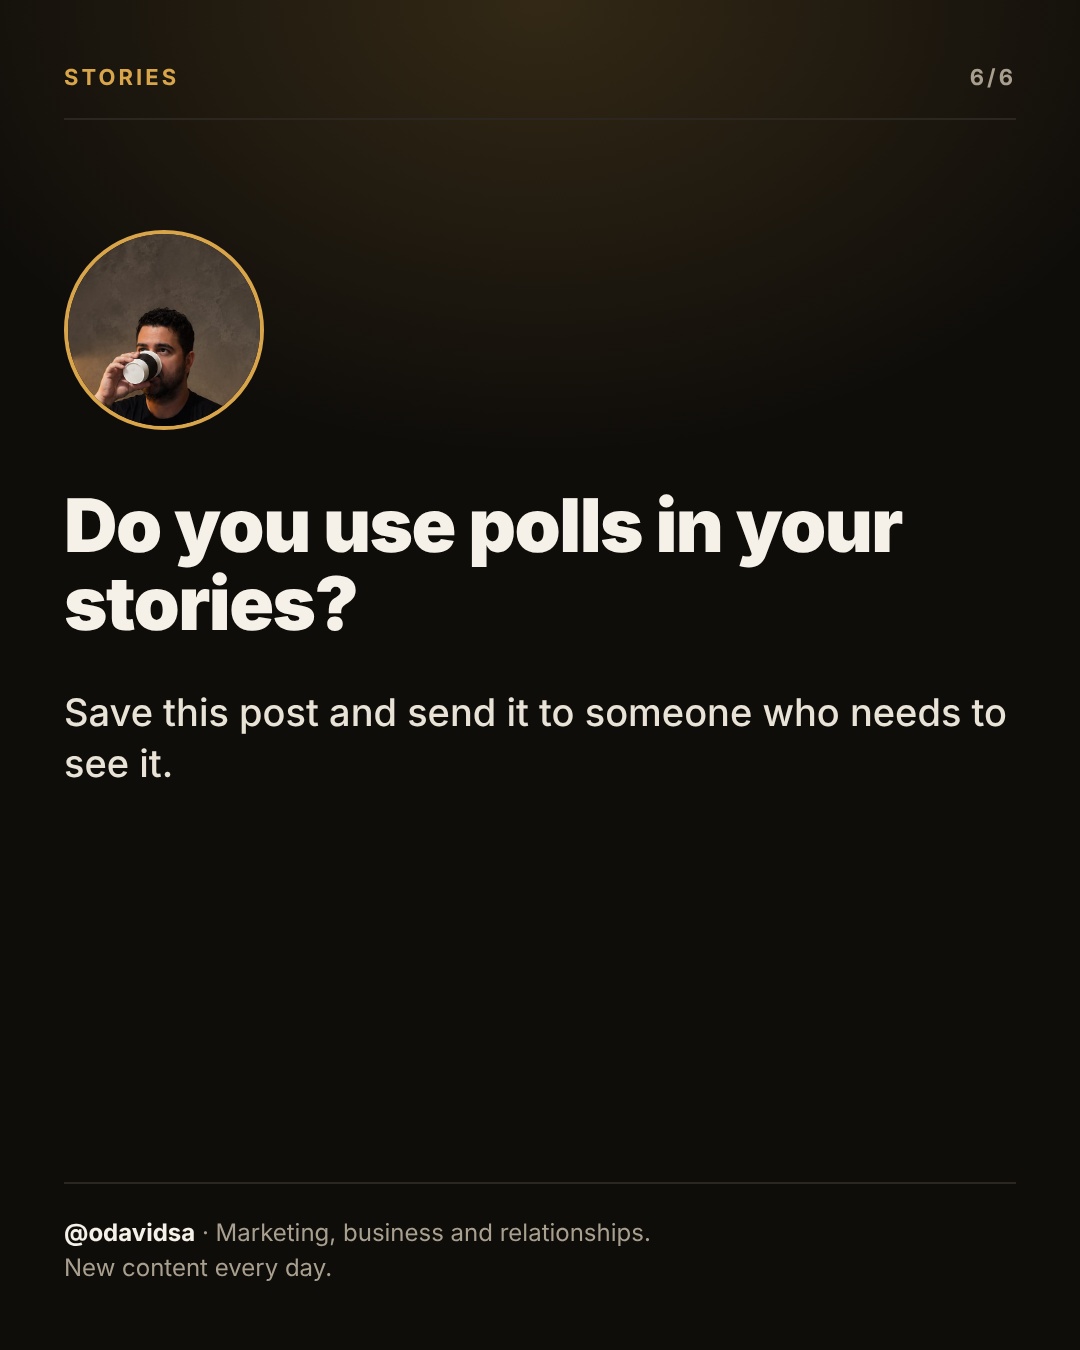 STORIES
6/6
Do you use polls in your
stories?
Save this post and send it to someone who needs to
see it.
@odavidsa · Marketing, business and relationships.
New content every day.